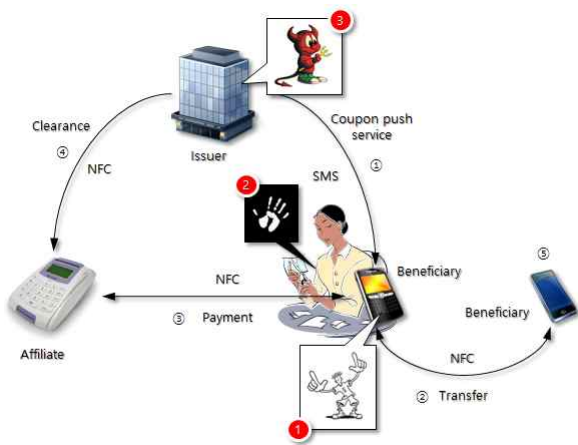 3
Clearance
④
NFC
Issuer
Coupon push
service
①
SMS
2
Beneficiary
⑤
Beneficiary
NFC
③ Payment
Affiliate
NFC
② Transfer
1